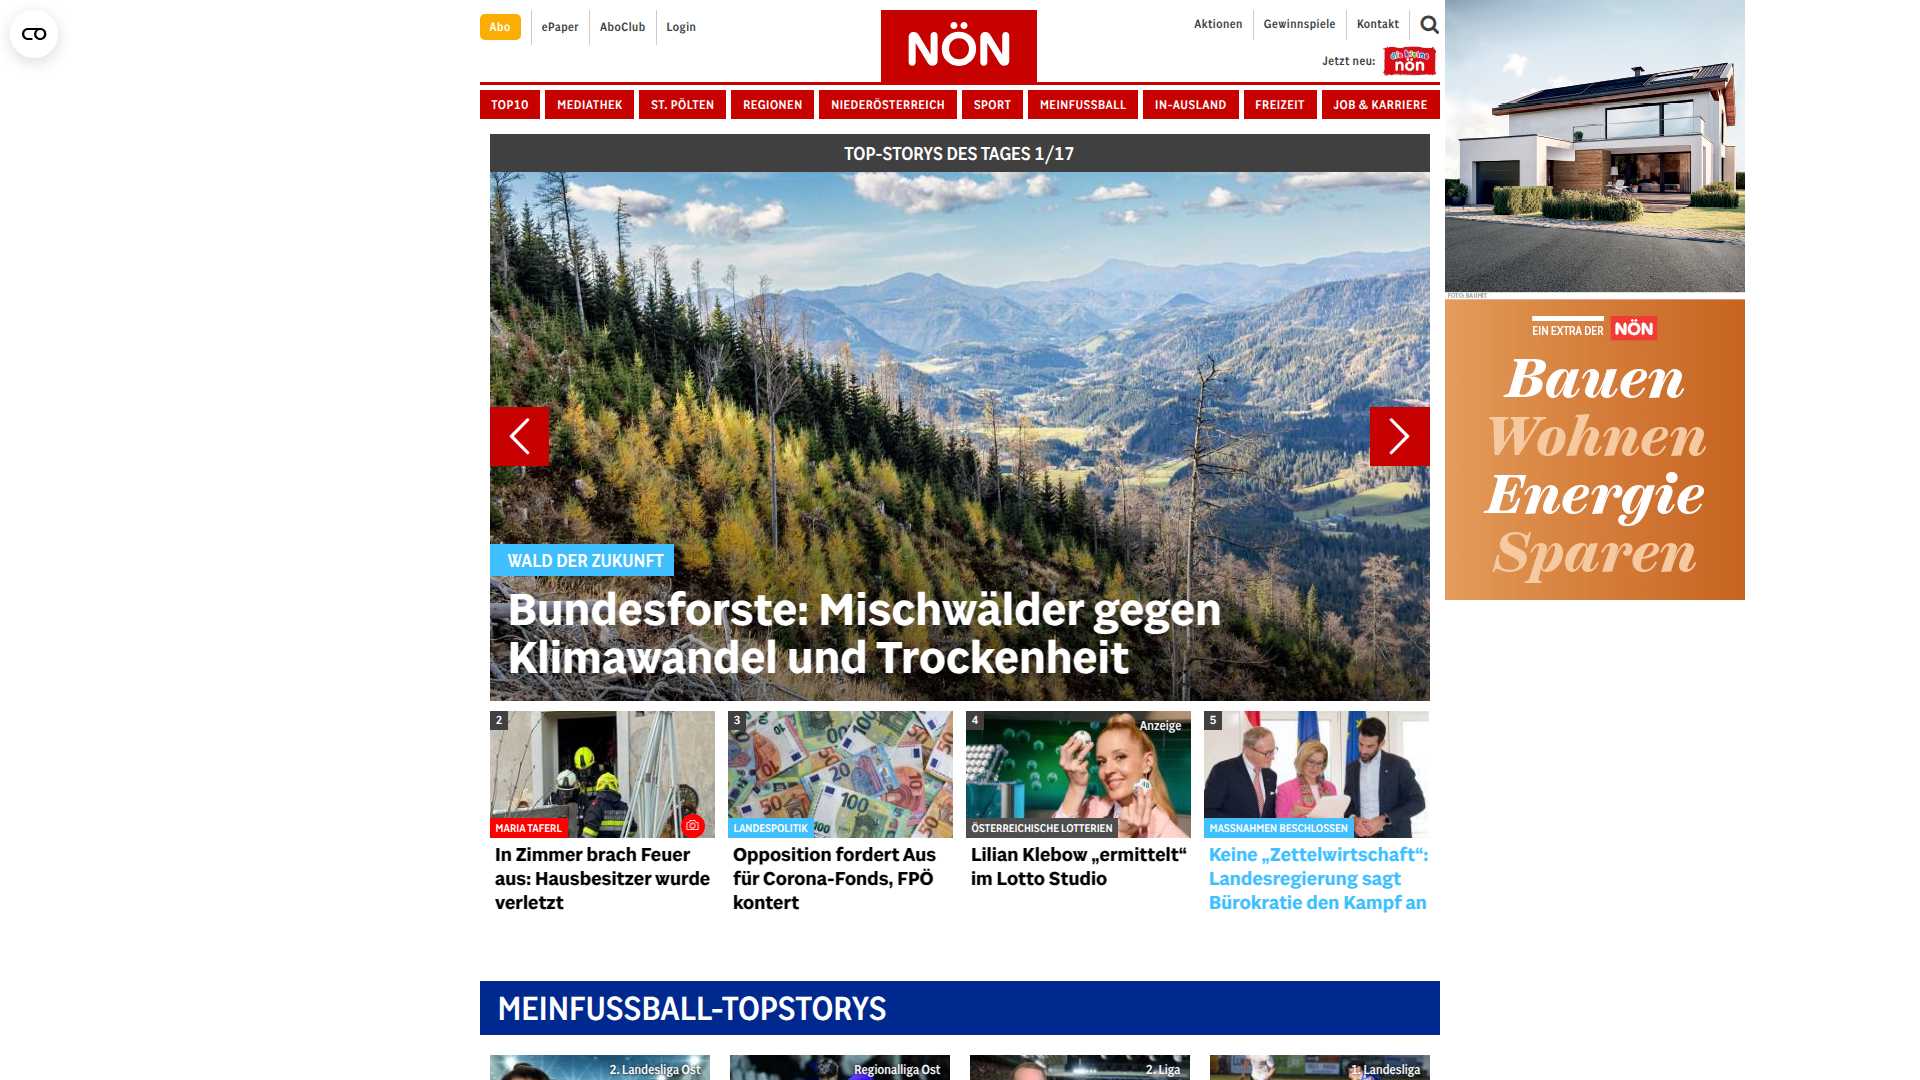 Abo
ePaper
AboClub
Login
NÖN
Aktionen
Gewinnspiele
Kontakt
Jetzt neu:
die kleine
nön
TOP10
MEDIATHEK
ST. PÖLTEN
REGIONEN
NIEDERÖSTERREICH
SPORT
MEINFUSSBALL
IN-AUSLAND
FREIZEIT
JOB & KARRIERE
TOP-STORYS DES TAGES 1/17
WALD DER ZUKUNFT
Bundesforste: Mischwälder gegen
Klimawandel und Trockenheit
FOTO: BAUMIT
EIN EXTRA DER NÖN
Bauen
Wohnen
Energie
Sparen
2
MARIA TAFERL
In Zimmer brach Feuer
aus: Hausbesitzer wurde
verletzt
3
LANDESPOLITIK
Opposition fordert Aus
für Corona-Fonds, FPÖ
kontert
4
Anzeige
ÖSTERREICHISCHE LOTTERIEN
Lilian Klebow „ermittelt“
im Lotto Studio
5
MASSNAHMEN BESCHLOSSEN
Keine „Zettelwirtschaft“:
Landesregierung sagt
Bürokratie den Kampf an
MEINFUSSBALL-TOPSTORYS
2. Landesliga Ost
Regionalliga Ost
2. Liga
1. Landesliga